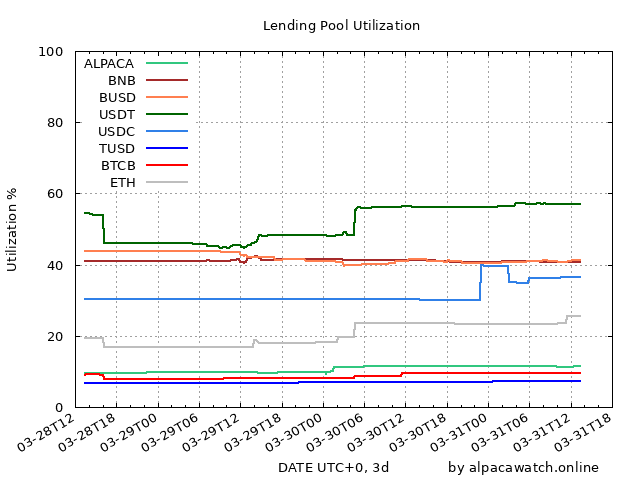 Lending Pool Utilization
Utilization %
100
80
60
40
20
0
ALPACA
BNB
BUSD
USDT
USDC
TUSD
BTCB
ETH
03-28T12
03-28T18
03-29T00
03-29T06
03-29T12
03-29T18
03-30T00
03-30T06
03-30T12
03-30T18
03-31T00
03-31T06
03-31T12
03-31T18
DATE UTC+0, 3d
by alpacawatch.online